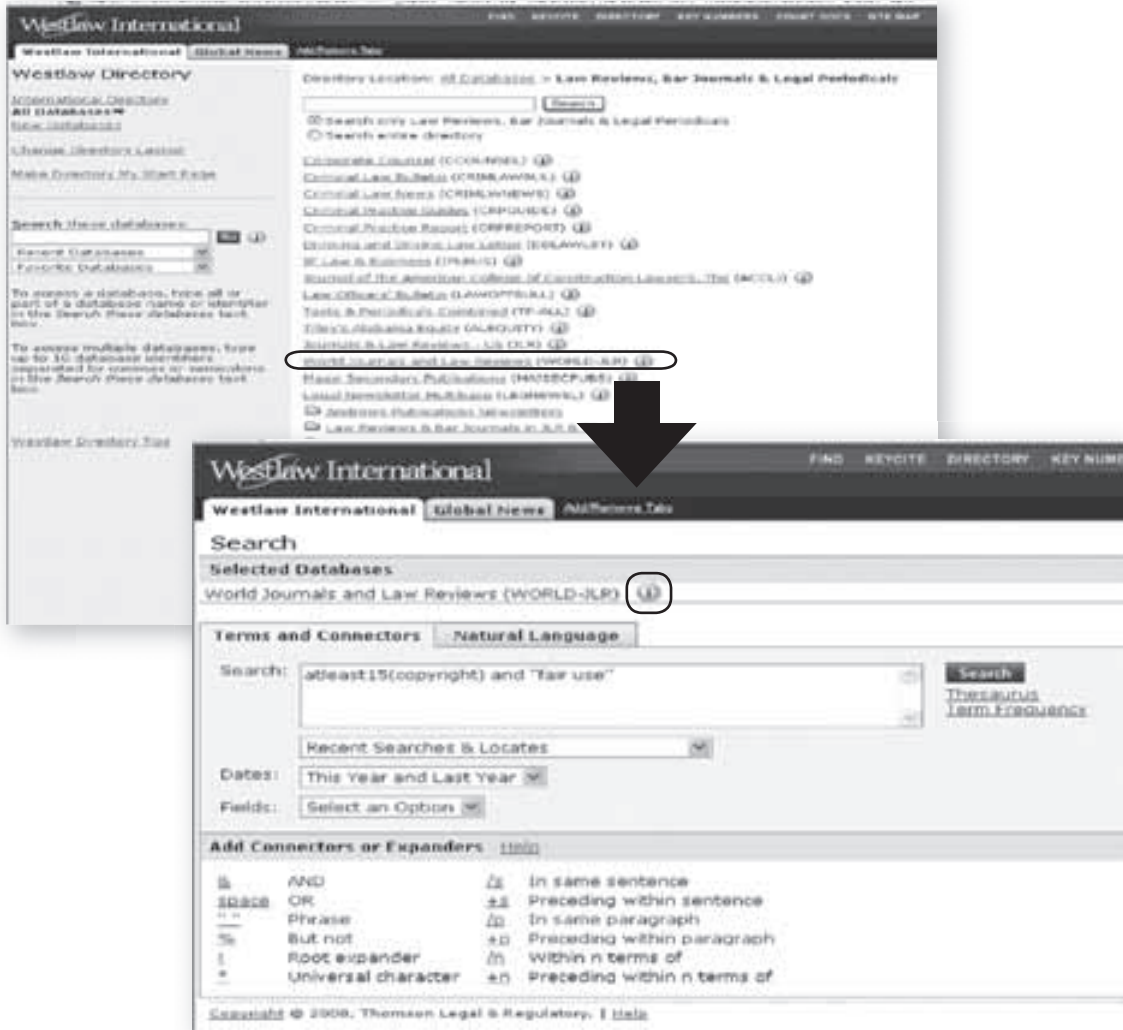 Westlaw International
FIND KEYCITE DIRECTORY KEY NUMBERS COURT DOCS SITE MAP
Westlaw International Global News Add/Remove Tabs
Westlaw Directory
International Directory
All Databases
New Databases
Change Directory Layout
Make Directory My Start Page
Search these databases:
Go
Recent Databases
Favorite Databases
To access a database, type all or
part of a database name or identifier
in the Search these databases text
box.
To access multiple databases, type
up to 10 database identifiers
separated by commas or semicolons
in the Search these databases text
box.
Westlaw Directory Tips
Directory Location: All Databases > Law Reviews, Bar Journals & Legal Periodicals
Search
Search only Law Reviews, Bar Journals & Legal Periodicals
Search entire directory
Corporate Counsel (CCOUNSEL)
Criminal Law Bulletin (CRIMLAWBUL)
Criminal Law News (CRIMLWNEWS)
Criminal Practice Guides (CRPGUIDE)
Criminal Practice Report (CRPREPORT)
Drinking and Driving Law Letter
IP Law & Business (IPBUS)
Journal of the American College of Construction Lawyers, The (ACCLJ)
Law Officers' Bulletin (LAWOFFBUL)
Texts & Periodicals Combined (TP-ALL)
Tilley's Alabama Equity (ALEQUITY)
Journals & Law Reviews - US (JLR)
World Journals and Law Reviews (WORLD-JLR)
Mass Secondary Publications (MASSECPUBS)
Legal Newsletter Multibase (LEGNEWSL)
Andrews Publications Newsletters
Law Reviews & Bar Journals in JLR &
Westlaw International
FIND KEYCITE DIRECTORY KEY NUM
Westlaw International Global News Add/Remove Tabs
Search
Selected Databases
World Journals and Law Reviews (WORLD-JLR)
Terms and Connectors Natural Language
Search: atleast15(copyright) and "fair use"
Search
Thesaurus
Term Frequency
Recent Searches & Locates
Dates: This Year and Last Year
Fields: Select an Option
Add Connectors or Expanders Help
& AND /s In same sentence
space OR +s Preceding within sentence
" " Phrase /p In same paragraph
% But not +p Preceding within paragraph
! Root expander /n Within n terms of
* Universal character +n Preceding within n terms of
Copyright © 2008, Thomson Legal & Regulatory. | Help